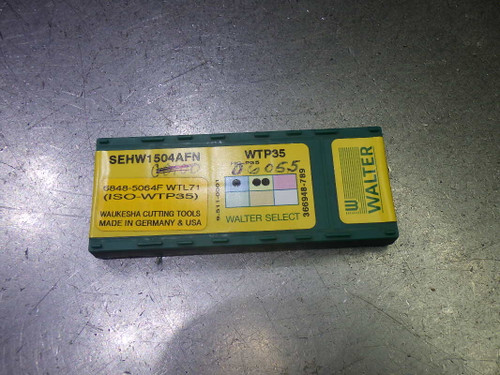 SEHW1504AFN
6848-5064F WTL71
(ISO-WTP35)
WAUKESHA CUTTING TOOLS
MADE IN GERMANY & USA
WTP35
D6055
WALTER SELECT
366948-789
WALTER